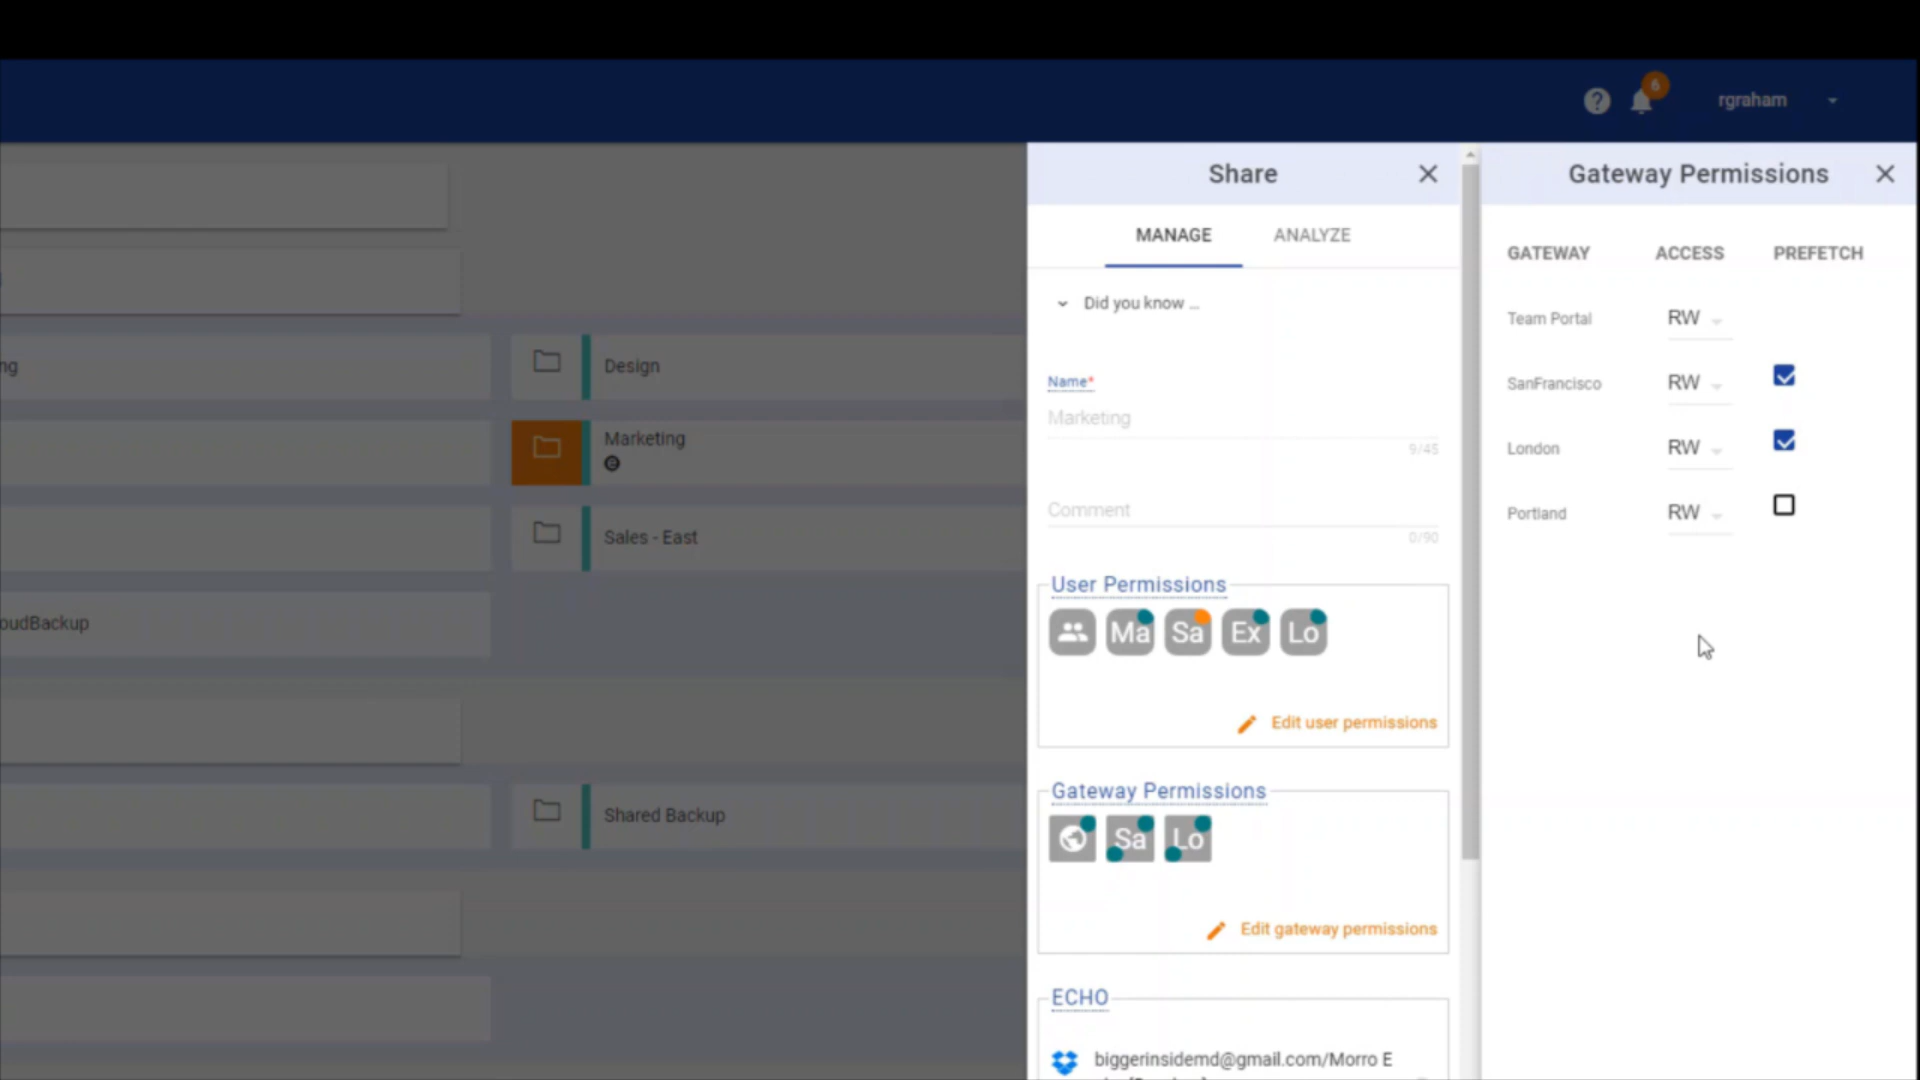 6
rgraham
Share
Gateway Permissions
MANAGE
ANALYZE
GATEWAY
ACCESS
PREFETCH
Did you know ...
Team Portal
RW
ng
Design
Name*
SanFrancisco
RW
Marketing
Marketing
9/45
London
RW
Comment
0/90
Portland
RW
Sales - East
User Permissions
Ma
Sa
Ex
Lo
oudBackup
Edit user permissions
Gateway Permissions
Sa
Lo
Shared Backup
Edit gateway permissions
ECHO
biggerinsidemd@gmail.com/Morro E